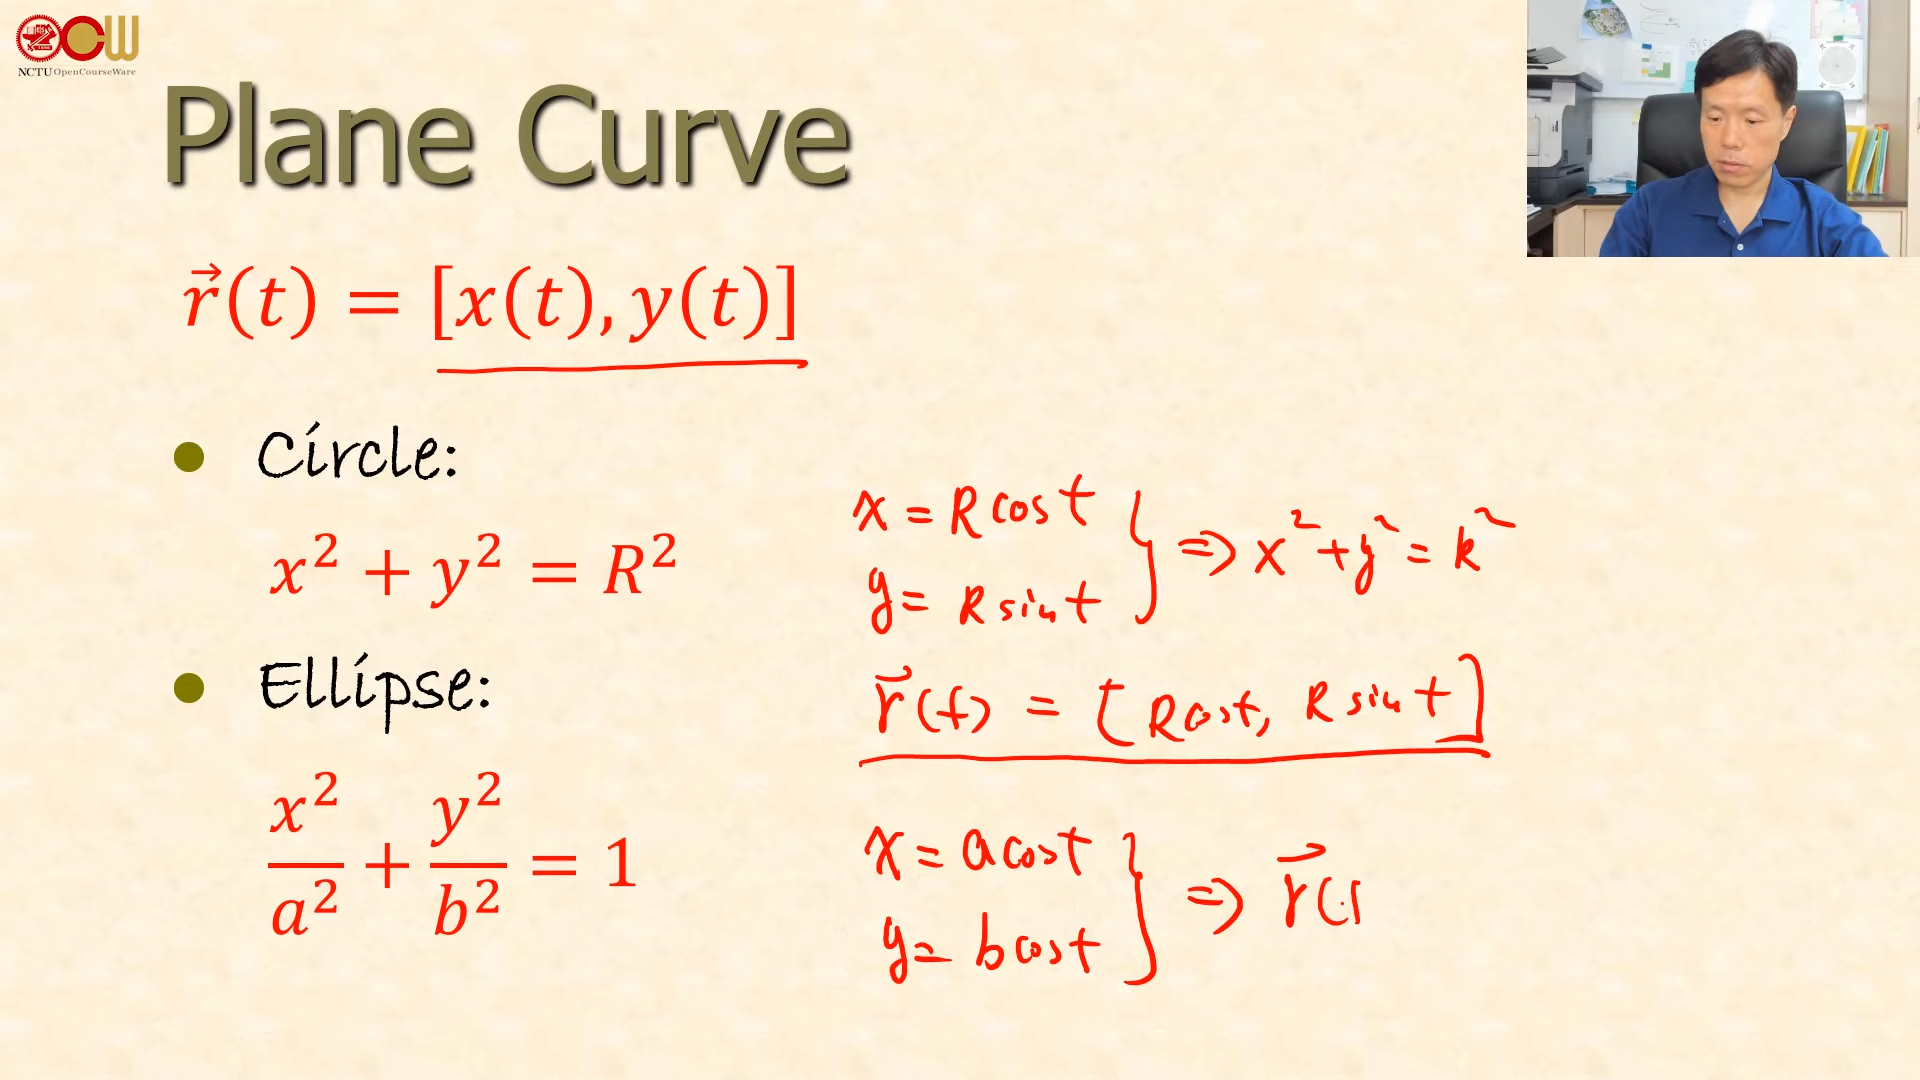 NCTU OpenCourseWare
Plane Curve
r⃗(t) = [x(t), y(t)]
• Circle:
x² + y² = R²
x = R cos t
y = R sin t
} ⇒ x² + y² = R²
r⃗(t) = [R cos t, R sin t]
• Ellipse:
x²/a² + y²/b² = 1
x = a cos t
y = b cos t
} ⇒ r⃗(